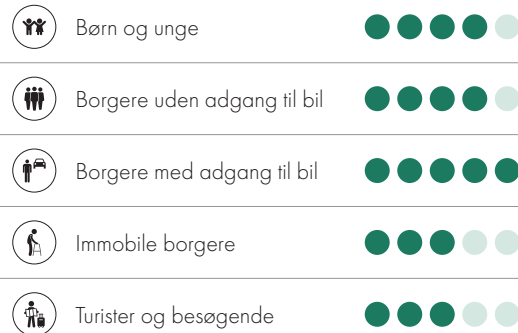 Børn og unge
Borgere uden adgang til bil
Borgere med adgang til bil
Immobile borgere
Turister og besøgende